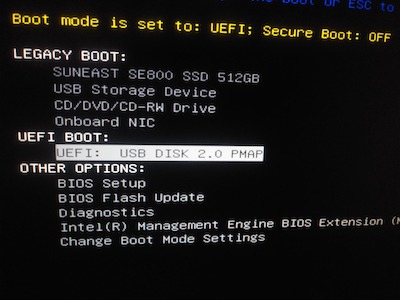 the Boot or ESC to
Boot mode is set to: UEFI; Secure Boot: OFF
LEGACY BOOT:
SUNEAST SE800 SSD 512GB
USB Storage Device
CD/DVD/CD-RW Drive
Onboard NIC
UEFI BOOT:
UEFI: USB DISK 2.0 PMAP
OTHER OPTIONS:
BIOS Setup
BIOS Flash Update
Diagnostics
Intel(R) Management Engine BIOS Extension (M
Change Boot Mode Settings